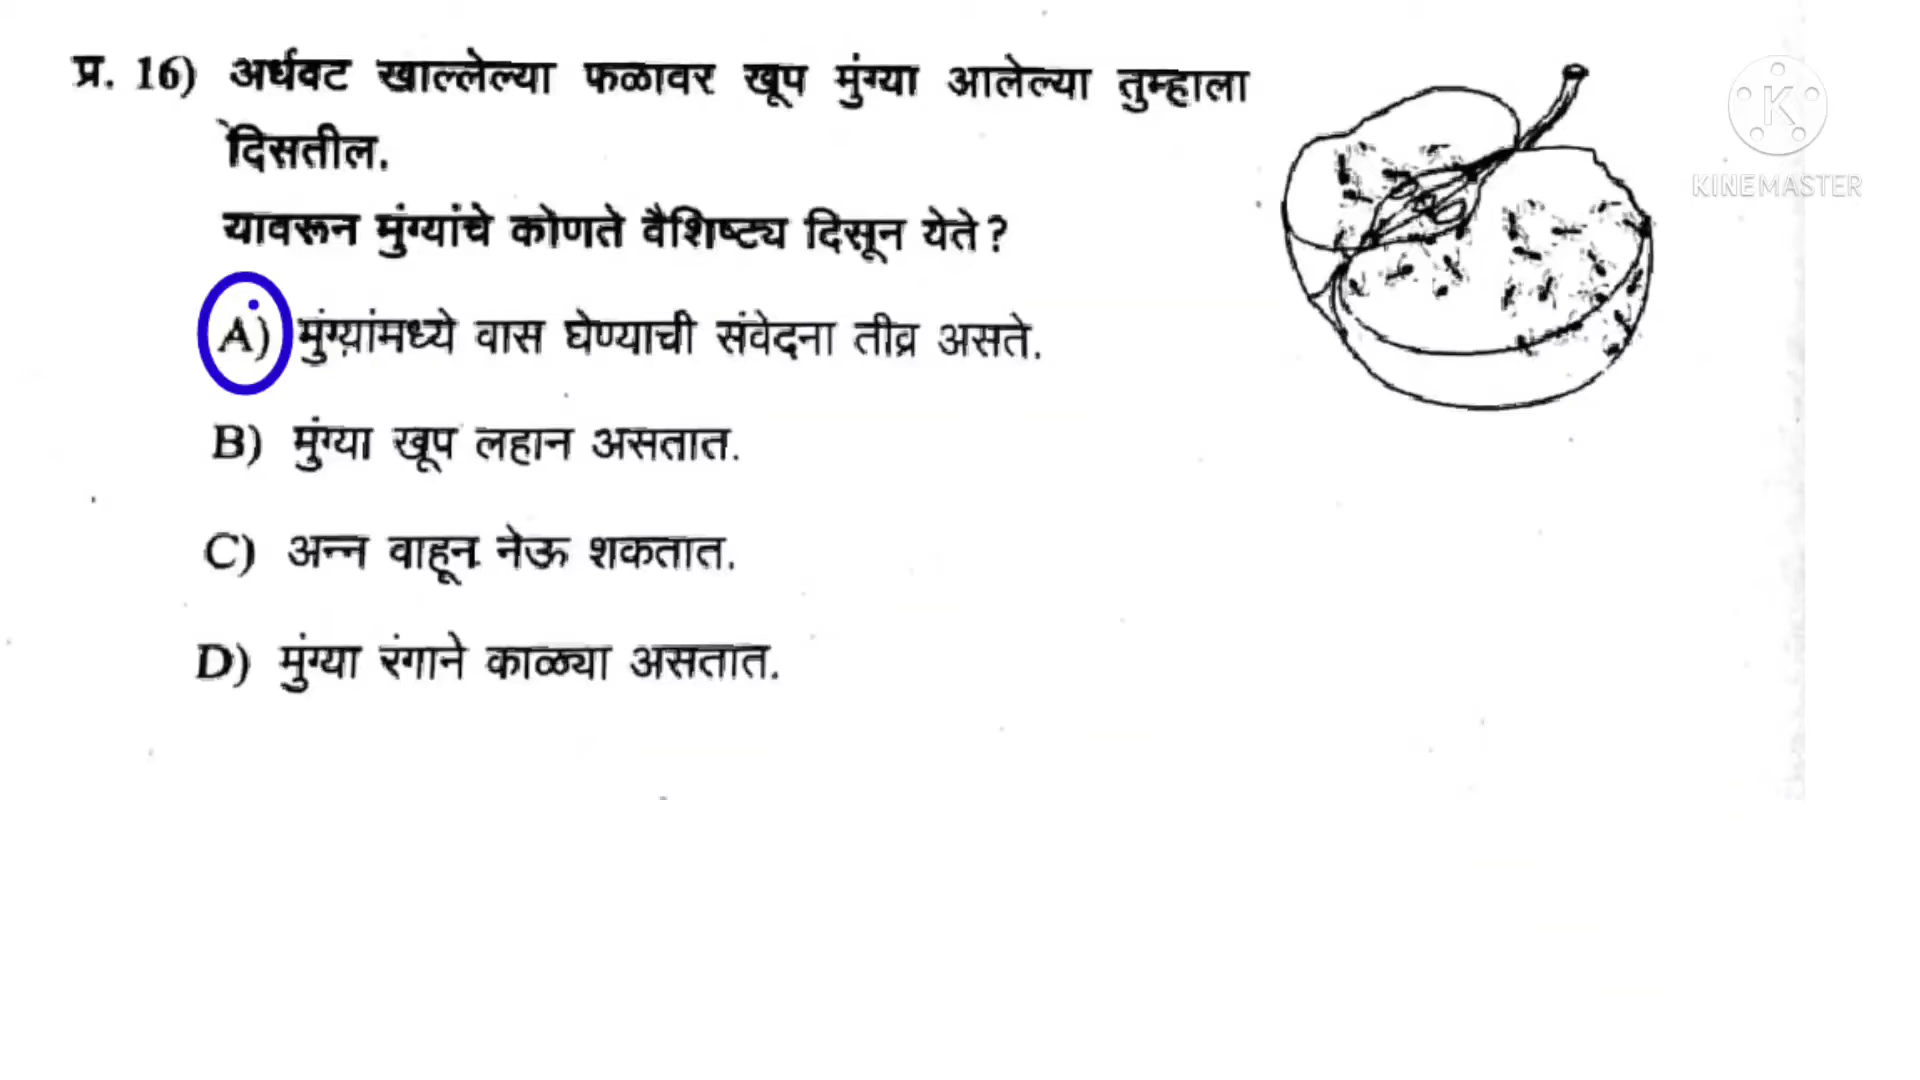 प्र. 16) अर्धवट खाल्लेल्या फळावर खूप मुंग्या आलेल्या तुम्हाला
दिसतील.
यावरून मुंग्यांचे कोणते वैशिष्ट्य दिसून येते ?
A) मुंग्यांमध्ये वास घेण्याची संवेदना तीव्र असते.
B) मुंग्या खूप लहान असतात.
C) अन्न वाहून नेऊ शकतात.
D) मुंग्या रंगाने काळ्या असतात.
K
KINEMASTER